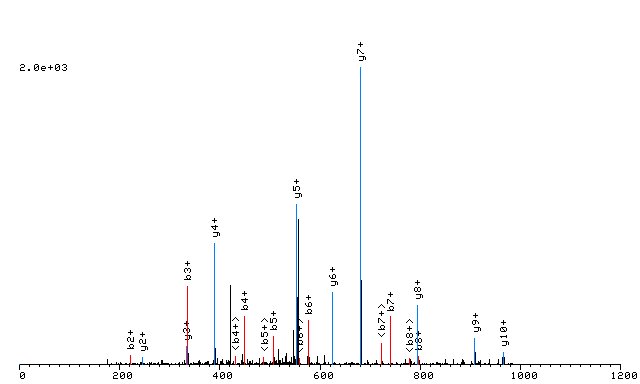 2.0e+03
y7+
y5+
y4+
b3+
y6+
y8+
b4+
b6+
<b7+>
b7+
b5+
y3+
b2+
y2+
<b4+>
<b5+>
<b6+>
<b8+>
b8+
y9+
y10+
0 200 400 600 800 1000 1200